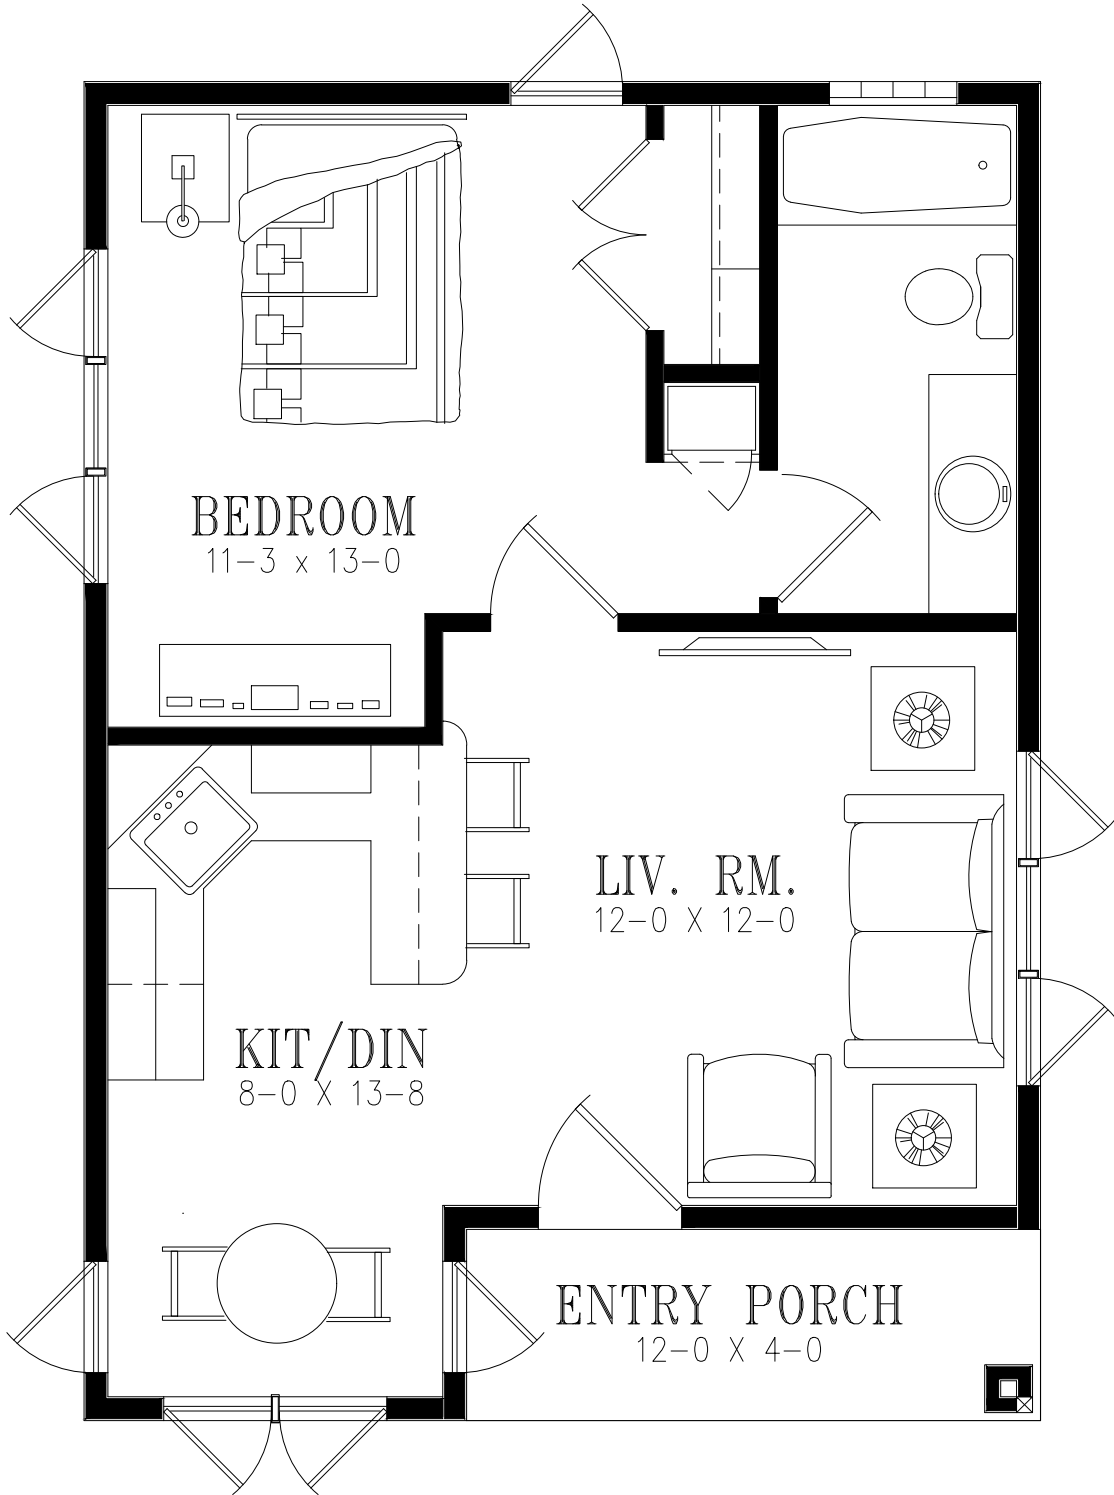 BEDROOM
11-3 x 13-0
LIV. RM.
12-0 X 12-0
KIT/DIN
8-0 X 13-8
ENTRY PORCH
12-0 X 4-0